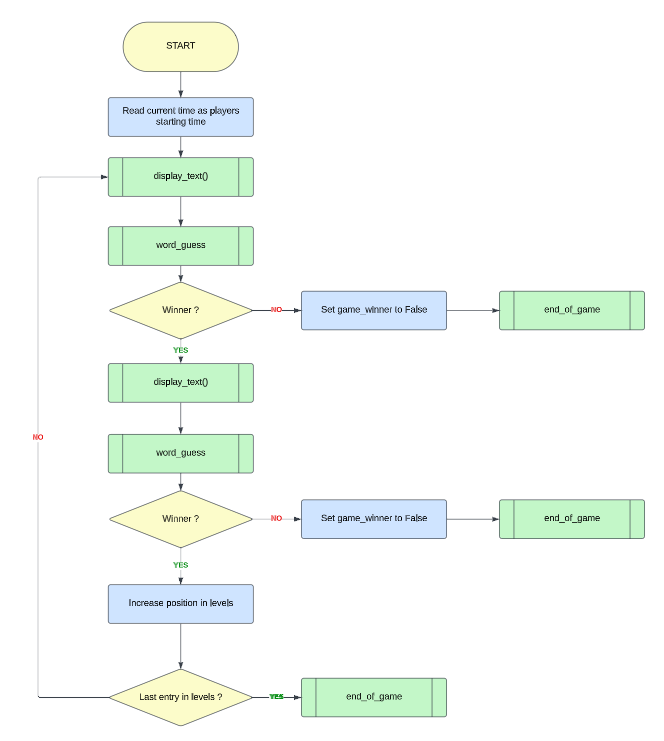 START
Read current time as players
starting time
display_text()
word_guess
Winner ?
NO
Set game_winner to False
end_of_game
YES
display_text()
word_guess
NO
Winner ?
NO
Set game_winner to False
end_of_game
YES
Increase position in levels
Last entry in levels ?
YES
end_of_game